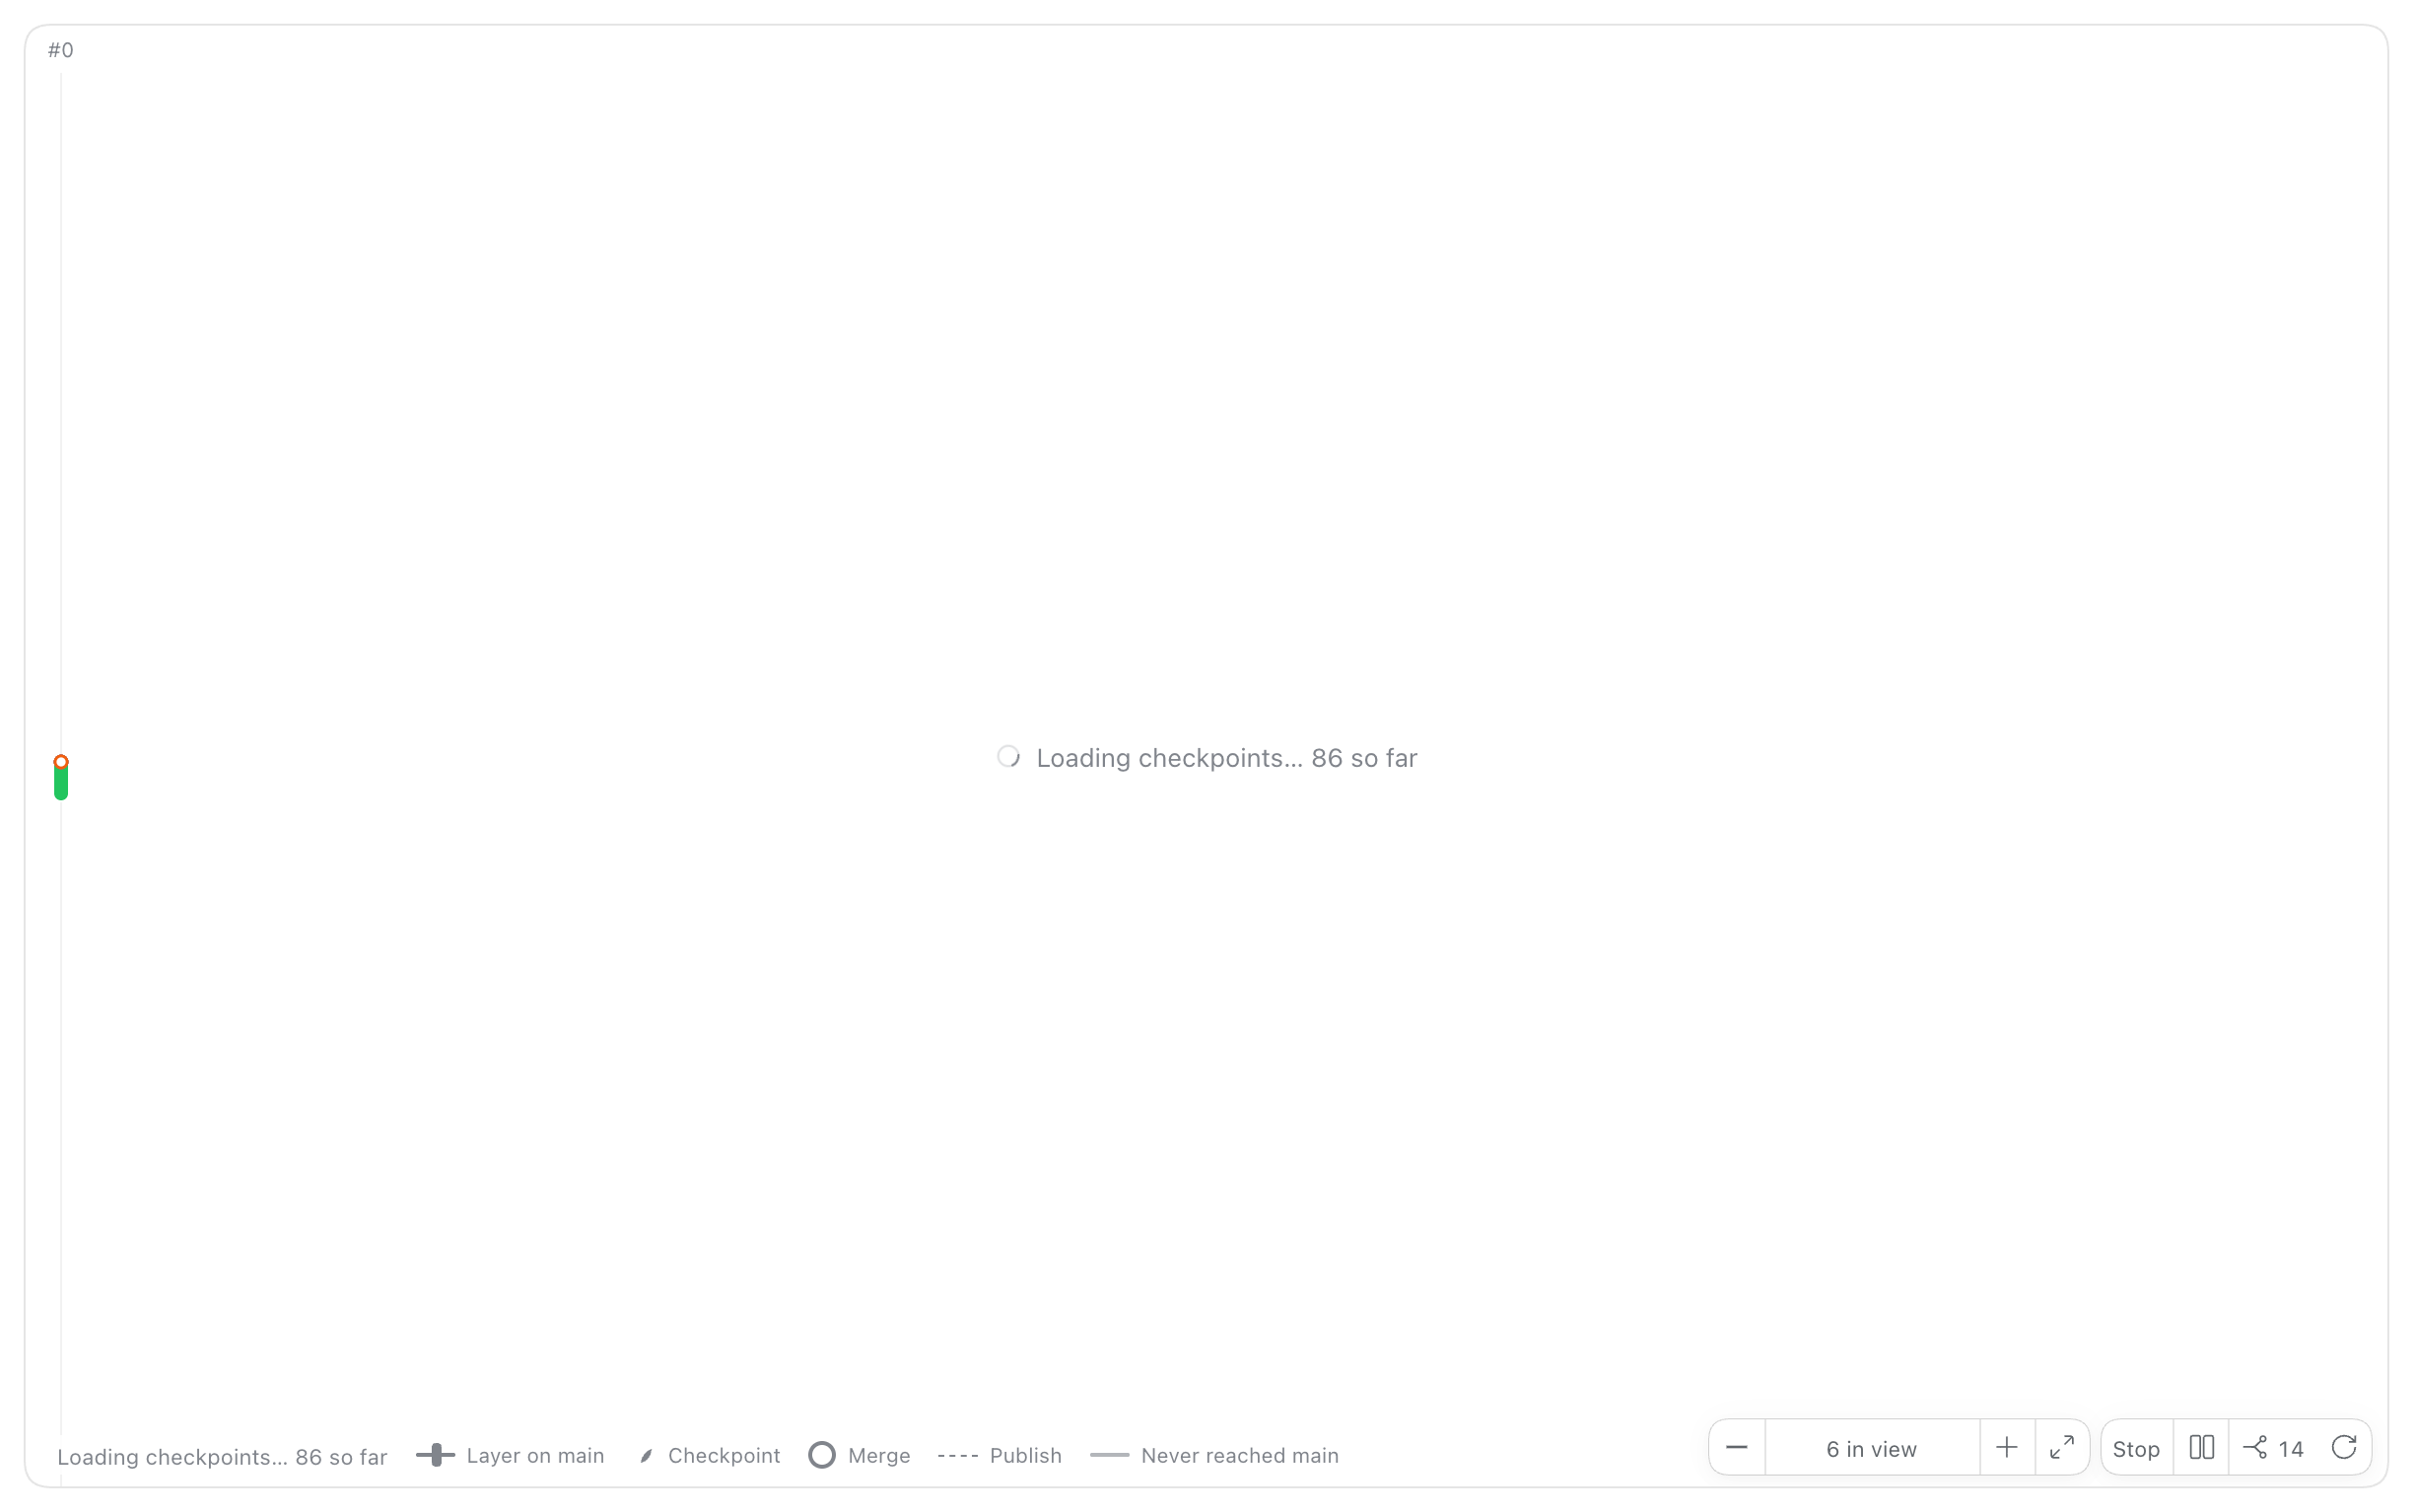 #0
Loading checkpoints... 86 so far
Loading checkpoints... 86 so far
Layer on main
Checkpoint
Merge
Publish
Never reached main
6 in view
Stop
14